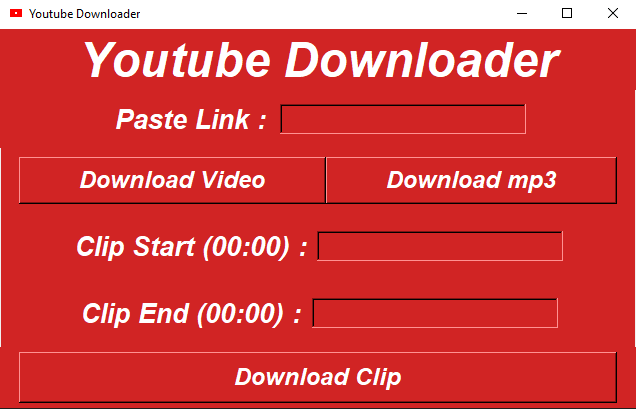 Youtube Downloader
Youtube Downloader
Paste Link :
Download Video Download mp3
Clip Start (00:00) :
Clip End (00:00) :
Download Clip